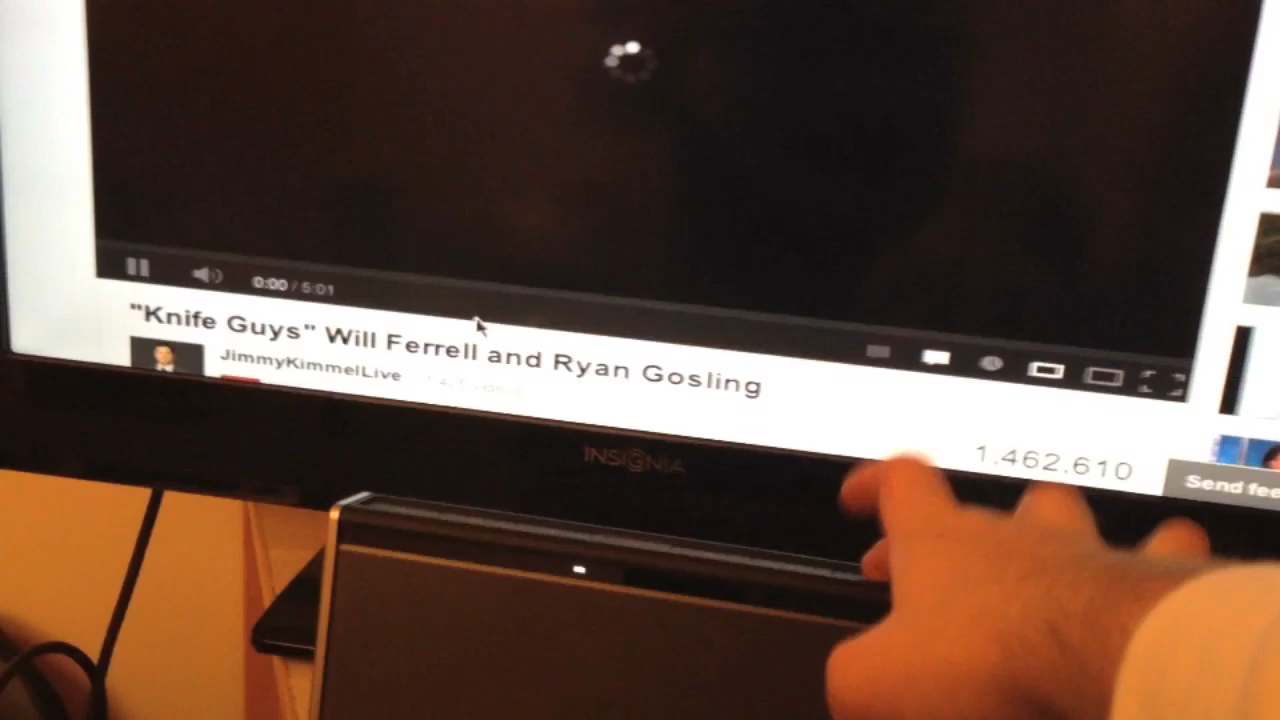 0:00 / 5:01
"Knife Guys" Will Ferrell and Ryan Gosling
JimmyKimmelLive
1,462,610
Send fee
INSIGNIA